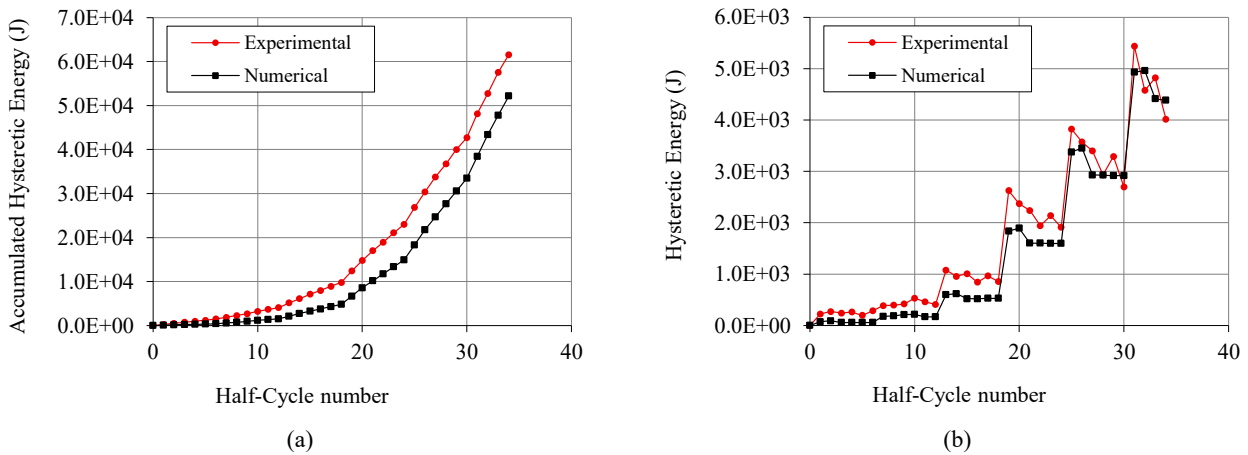 Accumulated Hysteretic Energy (J)
7.0E+04
6.0E+04
5.0E+04
4.0E+04
3.0E+04
2.0E+04
1.0E+04
0.0E+00
Experimental
Numerical
0 10 20 30 40
Half-Cycle number
(a)
Hysteretic Energy (J)
6.0E+03
5.0E+03
4.0E+03
3.0E+03
2.0E+03
1.0E+03
0.0E+00
Experimental
Numerical
0 10 20 30 40
Half-Cycle number
(b)